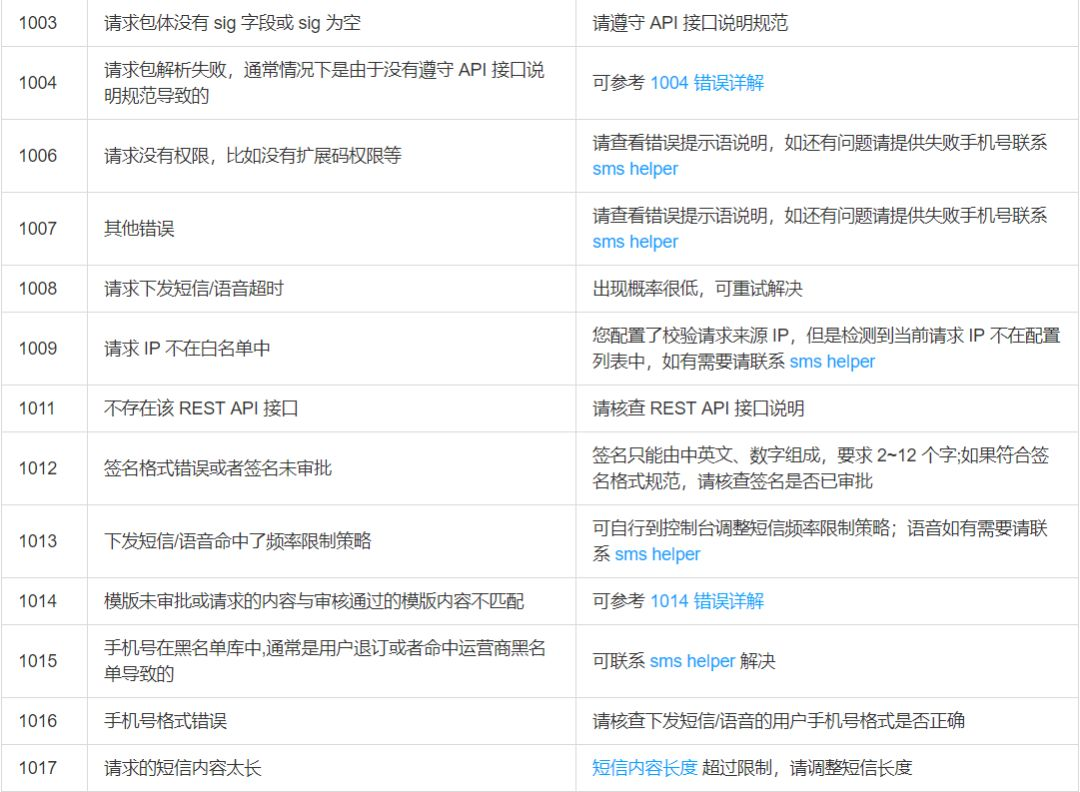 1003 请求包体没有 sig 字段或 sig 为空 请遵守 API 接口说明规范
1004 请求包解析失败，通常情况下是由于没有遵守 API 接口说
明规范导致的 可参考 1004 错误详解
1006 请求没有权限，比如没有扩展码权限等 请查看错误提示语说明，如还有问题请提供失败手机号联系
sms helper
1007 其他错误 请查看错误提示语说明，如还有问题请提供失败手机号联系
sms helper
1008 请求下发短信/语音超时 出现概率很低，可重试解决
1009 请求 IP 不在白名单中 您配置了校验请求来源 IP，但是检测到当前请求 IP 不在配置
列表中，如有需要请联系 sms helper
1011 不存在该 REST API 接口 请核查 REST API 接口说明
1012 签名格式错误或者签名未审批 签名只能由中英文、数字组成，要求 2~12 个字;如果符合签
名格式规范，请核查签名是否已审批
1013 下发短信/语音命中了频率限制策略 可自行到控制台调整短信频率限制策略；语音如有需要请联
系 sms helper
1014 模版未审批或请求的内容与审核通过的模版内容不匹配 可参考 1014 错误详解
1015 手机号在黑名单库中,通常是用户退订或者命中运营商黑名
单导致的 可联系 sms helper 解决
1016 手机号格式错误 请核查下发短信/语音的用户手机号格式是否正确
1017 请求的短信内容太长 短信内容长度 超过限制，请调整短信长度